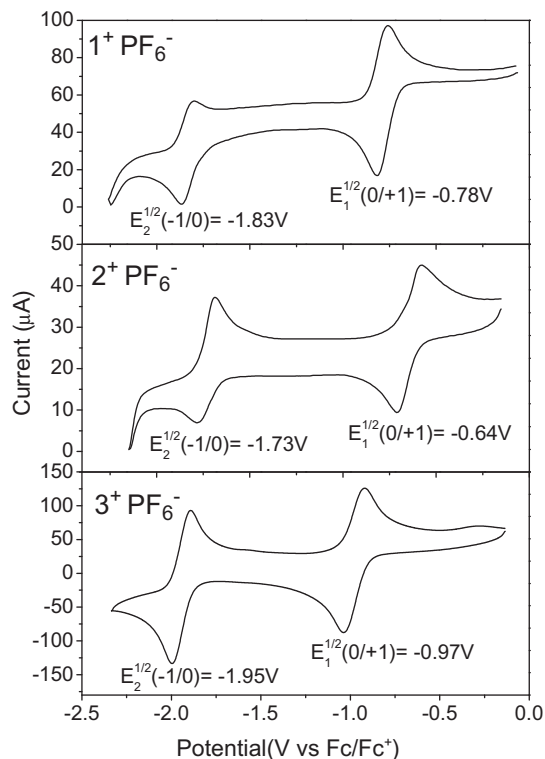 100
1⁺ PF₆⁻
80
60
40
20
0
E₁^{1/2}(0/+1)= -0.78V
E₂^{1/2}(-1/0)= -1.83V
50
2⁺ PF₆⁻
40
30
20
10
0
E₁^{1/2}(0/+1)= -0.64V
E₂^{1/2}(-1/0)= -1.73V
Current (μA)
150
3⁺ PF₆⁻
100
50
0
-50
-100
-150
E₁^{1/2}(0/+1)= -0.97V
E₂^{1/2}(-1/0)= -1.95V
-2.5 -2.0 -1.5 -1.0 -0.5 0.0
Potential(V vs Fc/Fc⁺)